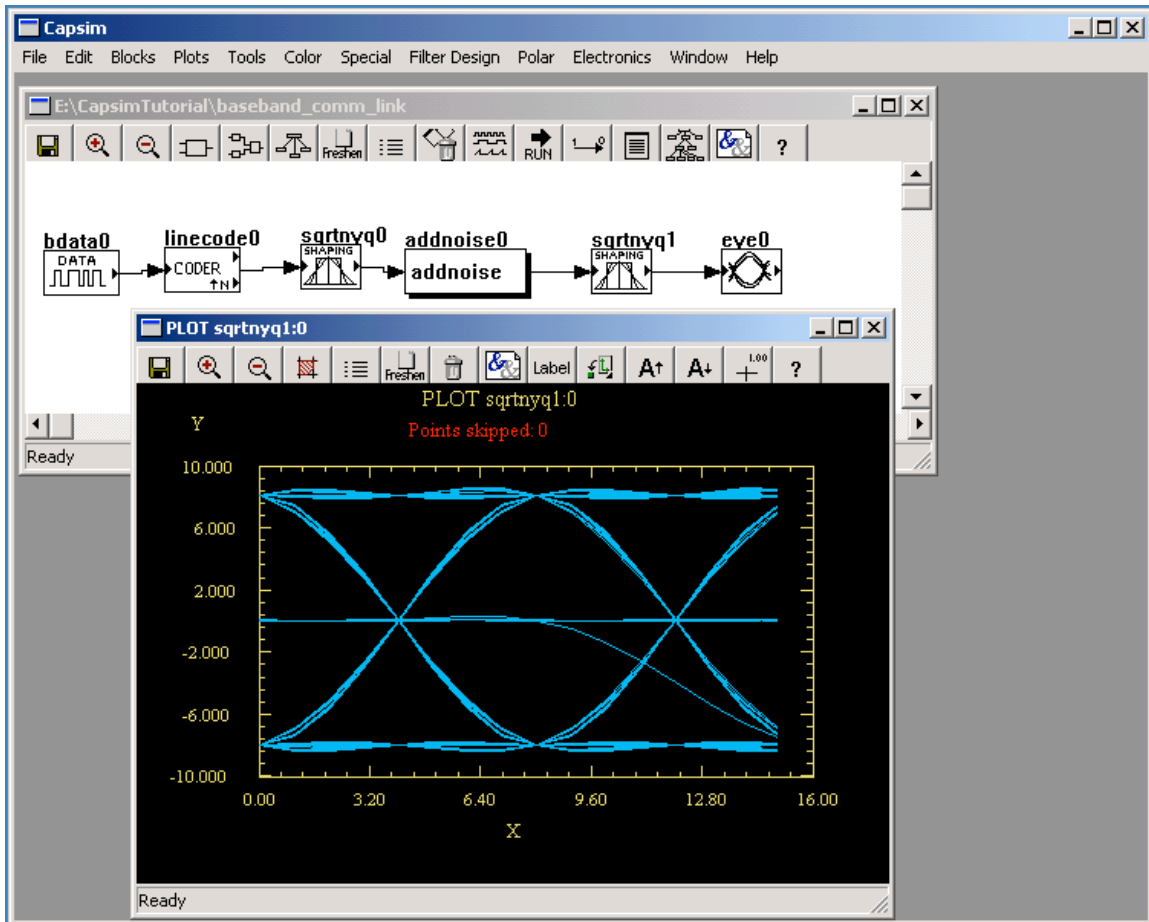 Capsim
File Edit Blocks Plots Tools Color Special Filter Design Polar Electronics Window Help
E:\CapsimTutorial\baseband_comm_link
Freshen RUN ?
bdata0 linecode0 sqrtnyq0 addnoise0 sqrtnyq1 eye0
DATA CODER ↑N SHAPING addnoise SHAPING
PLOT sqrtnyq1:0
Freshen Label A↑ A↓ 1.00 ?
PLOT sqrtnyq1:0
Y
Points skipped: 0
10.000
6.000
2.000
-2.000
-6.000
-10.000
0.00 3.20 6.40 9.60 12.80 16.00
X
Ready
Ready